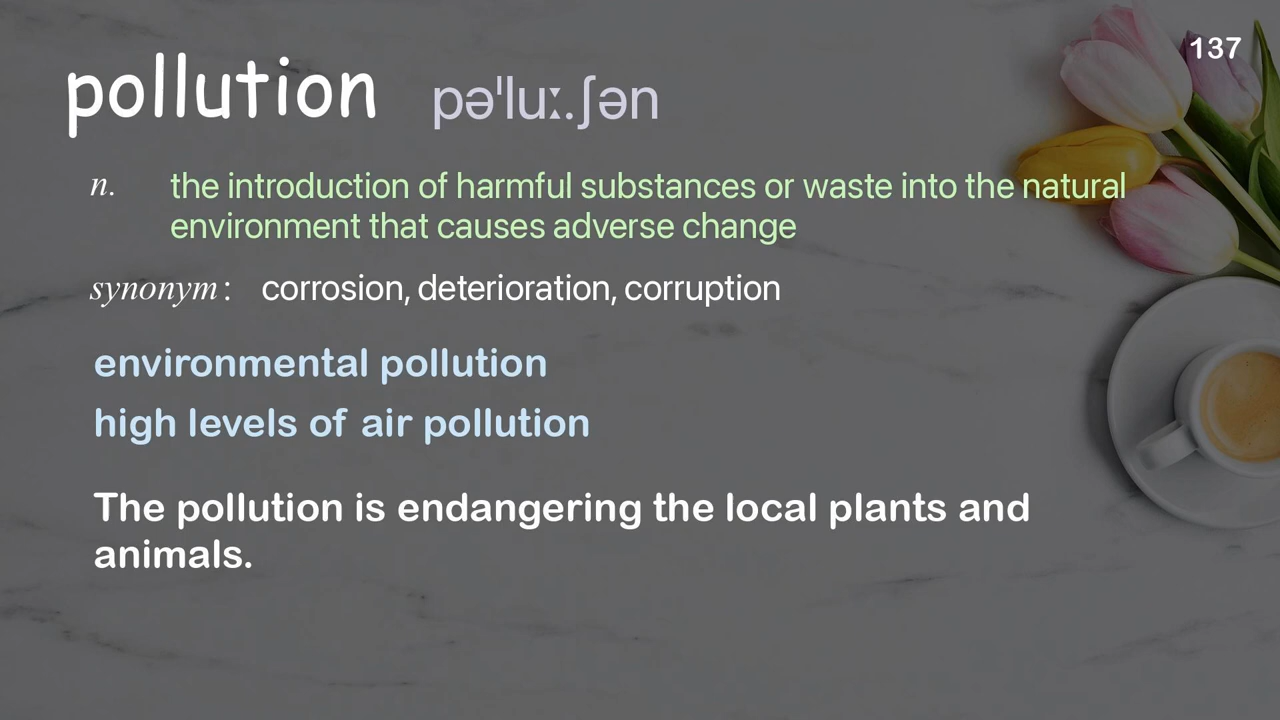 137
pollution pəˈluː.ʃən
n. the introduction of harmful substances or waste into the natural
environment that causes adverse change
synonym: corrosion, deterioration, corruption
environmental pollution
high levels of air pollution
The pollution is endangering the local plants and
animals.